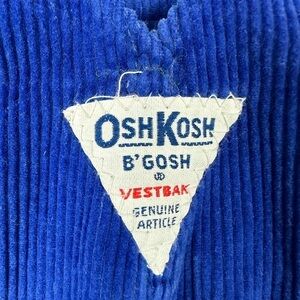 OSHKOSH
B'GOSH
VESTBAK
GENUINE
ARTICLE